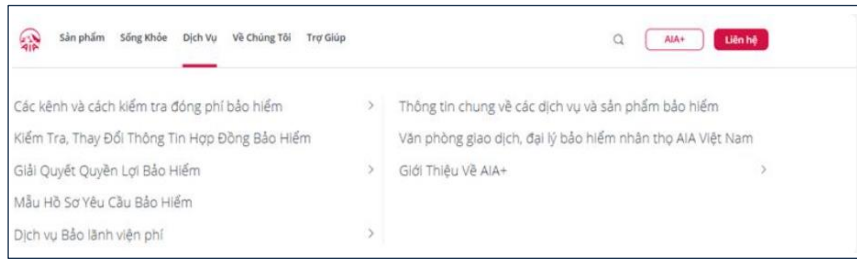 AIA
Sản phẩm Sống Khỏe Dịch Vụ Về Chúng Tôi Trợ Giúp AIA+ Liên hệ
Các kênh và cách kiểm tra đóng phí bảo hiểm
Kiểm Tra, Thay Đổi Thông Tin Hợp Đồng Bảo Hiểm
Giải Quyết Quyền Lợi Bảo Hiểm
Mẫu Hồ Sơ Yêu Cầu Bảo Hiểm
Dịch vụ Bảo lãnh viện phí
Thông tin chung về các dịch vụ và sản phẩm bảo hiểm
Văn phòng giao dịch, đại lý bảo hiểm nhân thọ AIA Việt Nam
Giới Thiệu Về AIA+